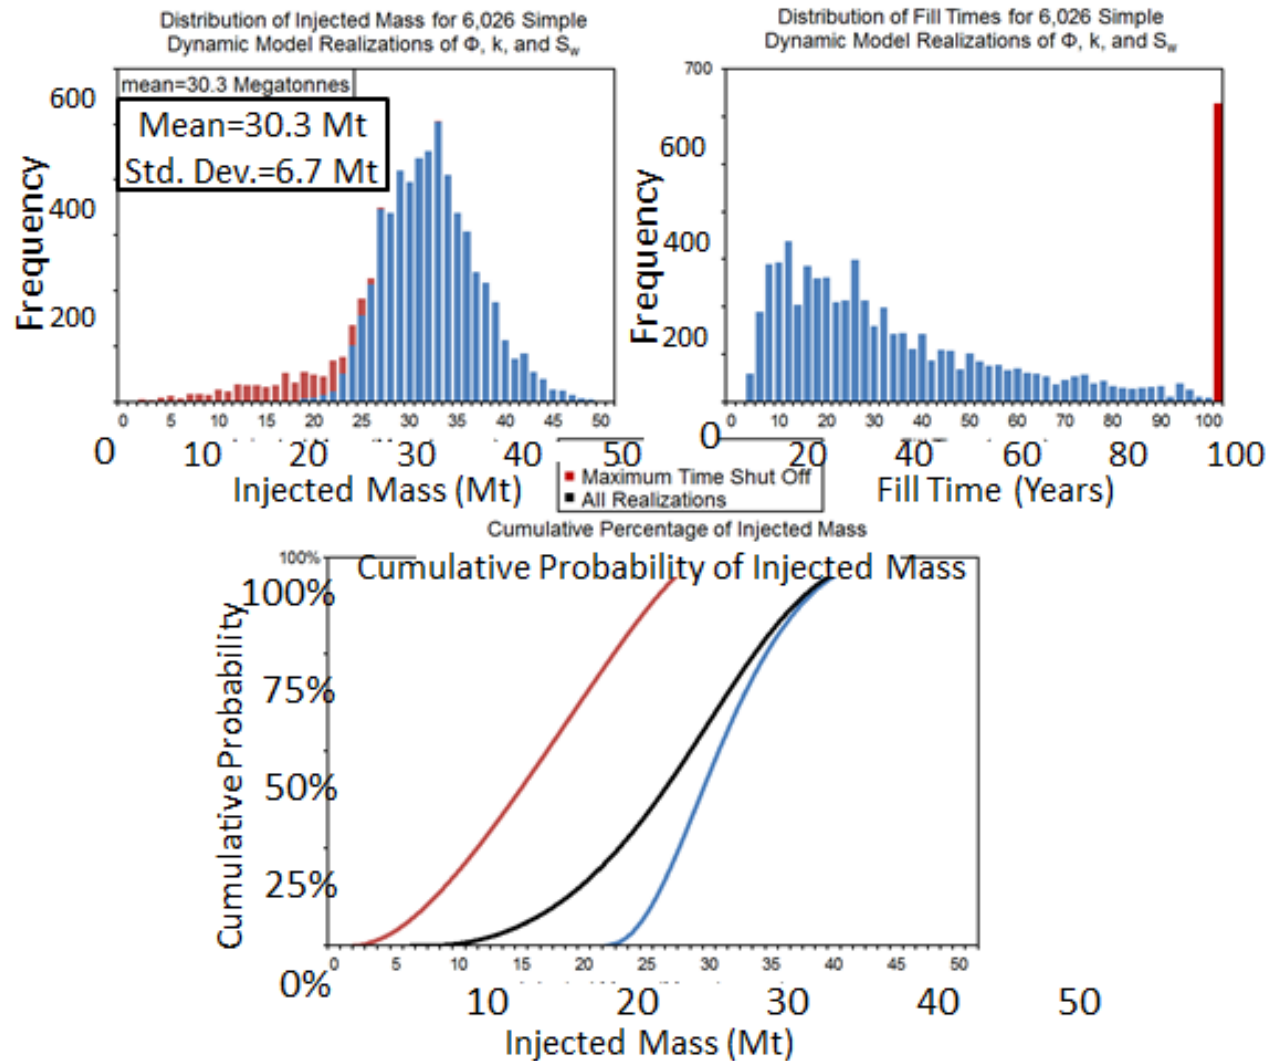 Distribution of Injected Mass for 6,026 Simple
Dynamic Model Realizations of Φ, k, and Sw
mean=30.3 Megatonnes
Mean=30.3 Mt
Std. Dev.=6.7 Mt
600
400
200
Frequency
0 5 10 15 20 25 30 35 40 45 50
0 10 20 30 40 50
Injected Mass (Mt)
Distribution of Fill Times for 6,026 Simple
Dynamic Model Realizations of Φ, k, and Sw
700
600
400
200
Frequency
0 10 20 30 40 50 60 70 80 90 100
0 20 40 60 80 100
Fill Time (Years)
Maximum Time Shut Off
All Realizations
Cumulative Percentage of Injected Mass
Cumulative Probability of Injected Mass
100%
100%
75%
50%
25%
0%
Cumulative Probability
0 5 10 15 20 25 30 35 40 45 50
10 20 30 40 50
Injected Mass (Mt)